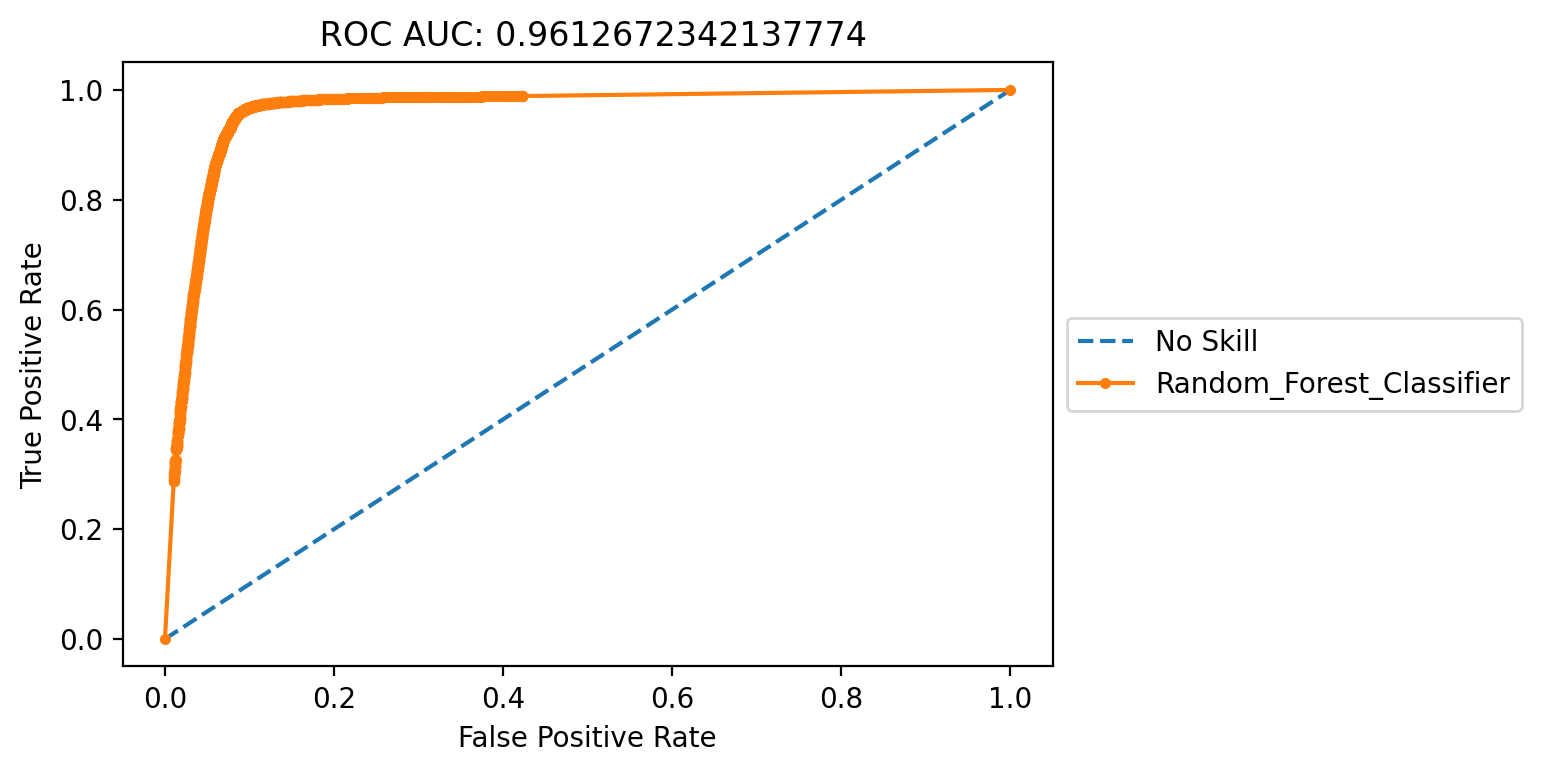 ROC AUC: 0.9612672342137774
1.0
0.8
0.6
0.4
0.2
0.0
True Positive Rate
0.0 0.2 0.4 0.6 0.8 1.0
False Positive Rate
No Skill
Random_Forest_Classifier